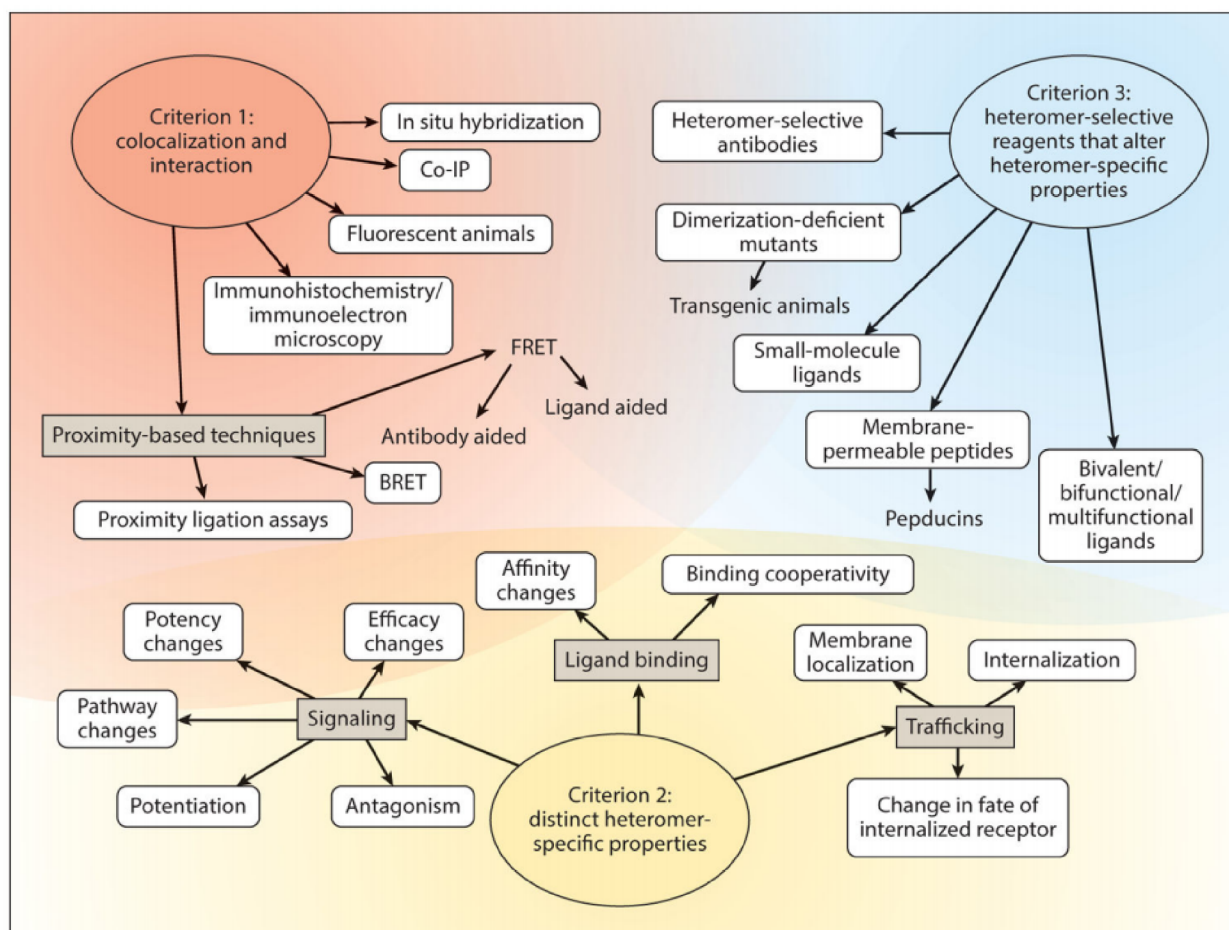 Criterion 1:
colocalization and
interaction
In situ hybridization
Co-IP
Fluorescent animals
Immunohistochemistry/
immunoelectron
microscopy
Proximity-based techniques
FRET
Ligand aided
Antibody aided
BRET
Proximity ligation assays
Criterion 3:
heteromer-selective
reagents that alter
heteromer-specific
properties
Heteromer-selective
antibodies
Dimerization-deficient
mutants
Transgenic animals
Small-molecule
ligands
Membrane-
permeable peptides
Pepducins
Bivalent/
bifunctional/
multifunctional
ligands
Criterion 2:
distinct heteromer-
specific properties
Signaling
Potency
changes
Efficacy
changes
Pathway
changes
Potentiation
Antagonism
Ligand binding
Affinity
changes
Binding cooperativity
Trafficking
Membrane
localization
Internalization
Change in fate of
internalized receptor